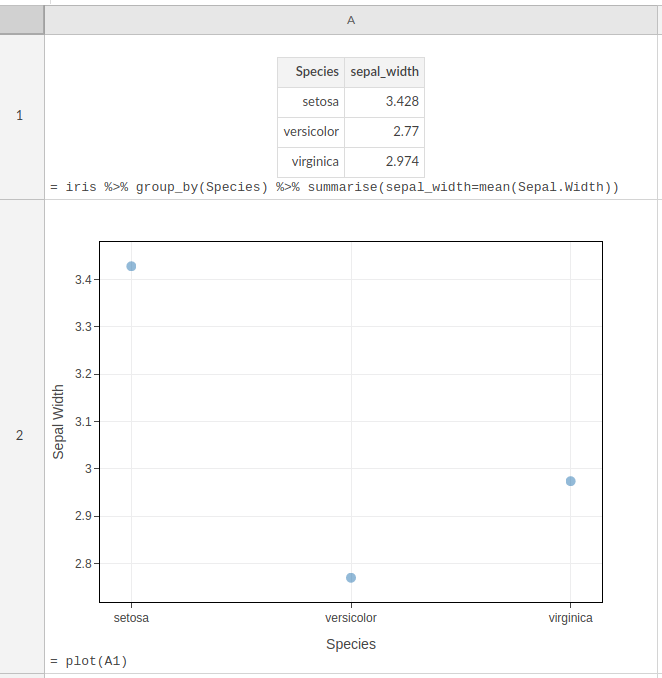 A
1
Species sepal_width
setosa 3.428
versicolor 2.77
virginica 2.974
= iris %>% group_by(Species) %>% summarise(sepal_width=mean(Sepal.Width))
2
3.4
3.3
3.2
3.1
3
2.9
2.8
Sepal Width
setosa versicolor virginica
Species
= plot(A1)